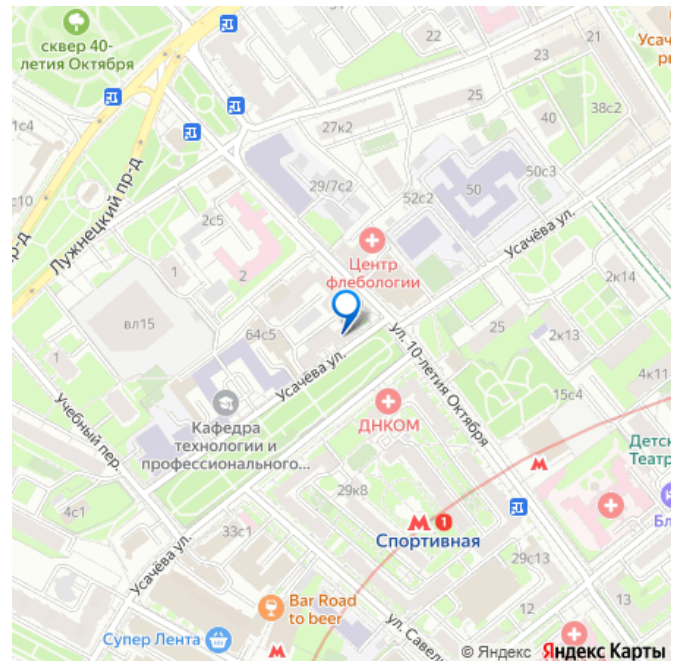 сквер 40-
летия Октября
22
21
Усач
23
1с4
25
38с2
27к2
40
50с3
29/7с2
50
52с2
с10
Лужнецкий пр-д
2с5
Усачёва ул.
Центр
флебологии
1
2
2к14
вл15
64с5
25
2к13
ул. 10-летия Октября
1
Усачёва ул.
4к11
15с4
Учебный пер.
Кафедра
технологии и
профессионального...
ДНКОМ
Детск
Театр
29к8
4с1
33с1
1
Спортивная
Бл
Усачёва ул.
29с13
Bar Road
to beer
12
13
ул. Савел
Супер Лента
© Яндекс Яндекс Карты